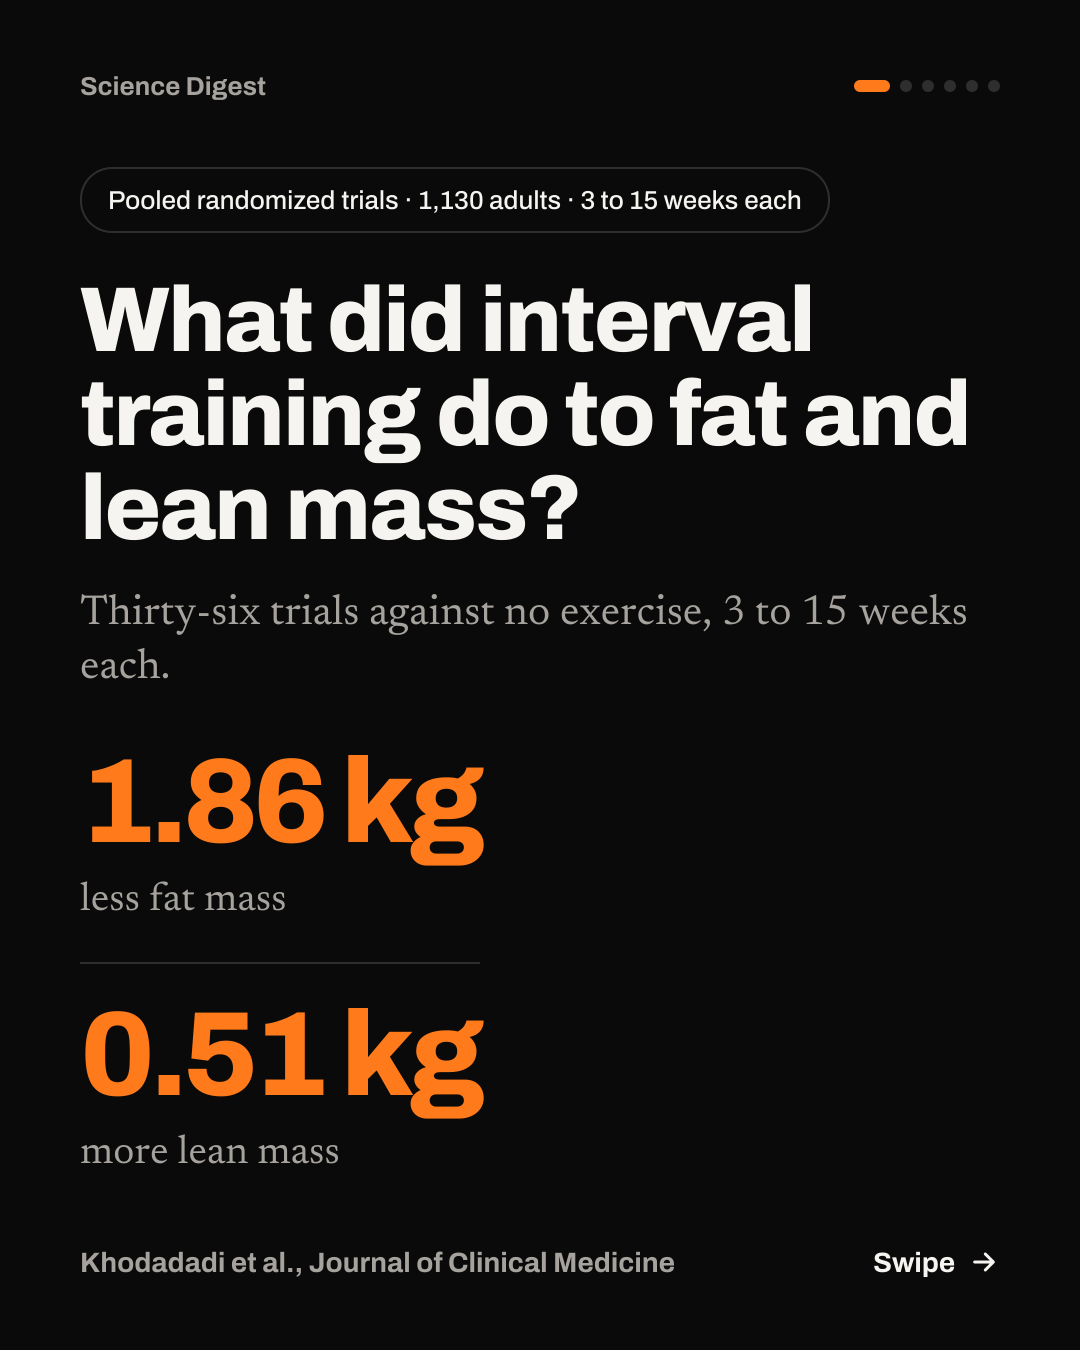 Science Digest
Pooled randomized trials · 1,130 adults · 3 to 15 weeks each
What did interval
training do to fat and
lean mass?
Thirty-six trials against no exercise, 3 to 15 weeks
each.
1.86 kg
less fat mass
0.51 kg
more lean mass
Khodadadi et al., Journal of Clinical Medicine
Swipe →